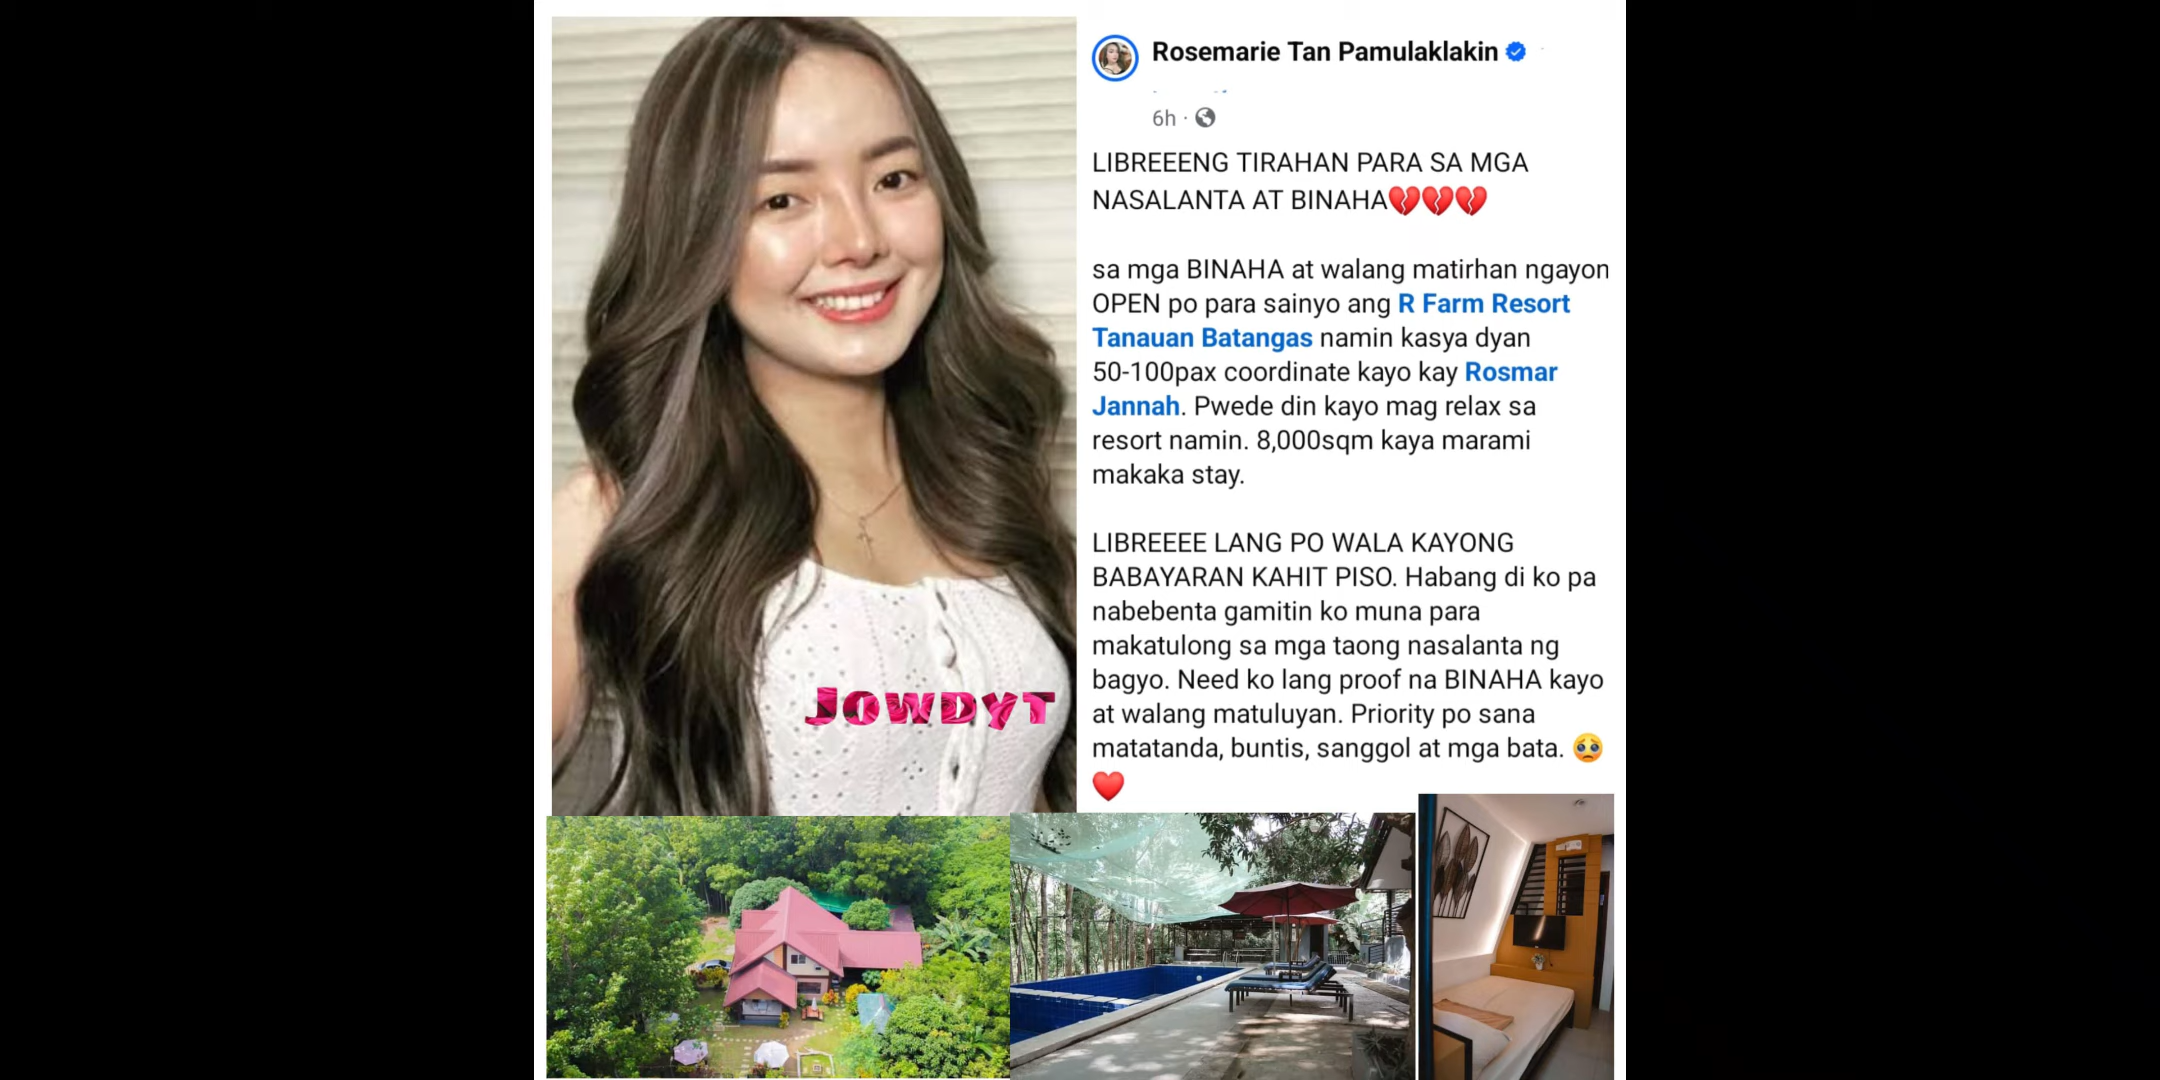 Rosemarie Tan Pamulaklakin
6h ·
LIBREEENG TIRAHAN PARA SA MGA
NASALANTA AT BINAHA💔💔💔
sa mga BINAHA at walang matirhan ngayon
OPEN po para sainyo ang R Farm Resort
Tanauan Batangas namin kasya dyan
50-100pax coordinate kayo kay Rosmar
Jannah. Pwede din kayo mag relax sa
resort namin. 8,000sqm kaya marami
makaka stay.
LIBREEEE LANG PO WALA KAYONG
BABAYARAN KAHIT PISO. Habang di ko pa
nabebenta gamitin ko muna para
makatulong sa mga taong nasalanta ng
bagyo. Need ko lang proof na BINAHA kayo
at walang matuluyan. Priority po sana
matatanda, buntis, sanggol at mga bata. 🥺
❤️
JOWDYT